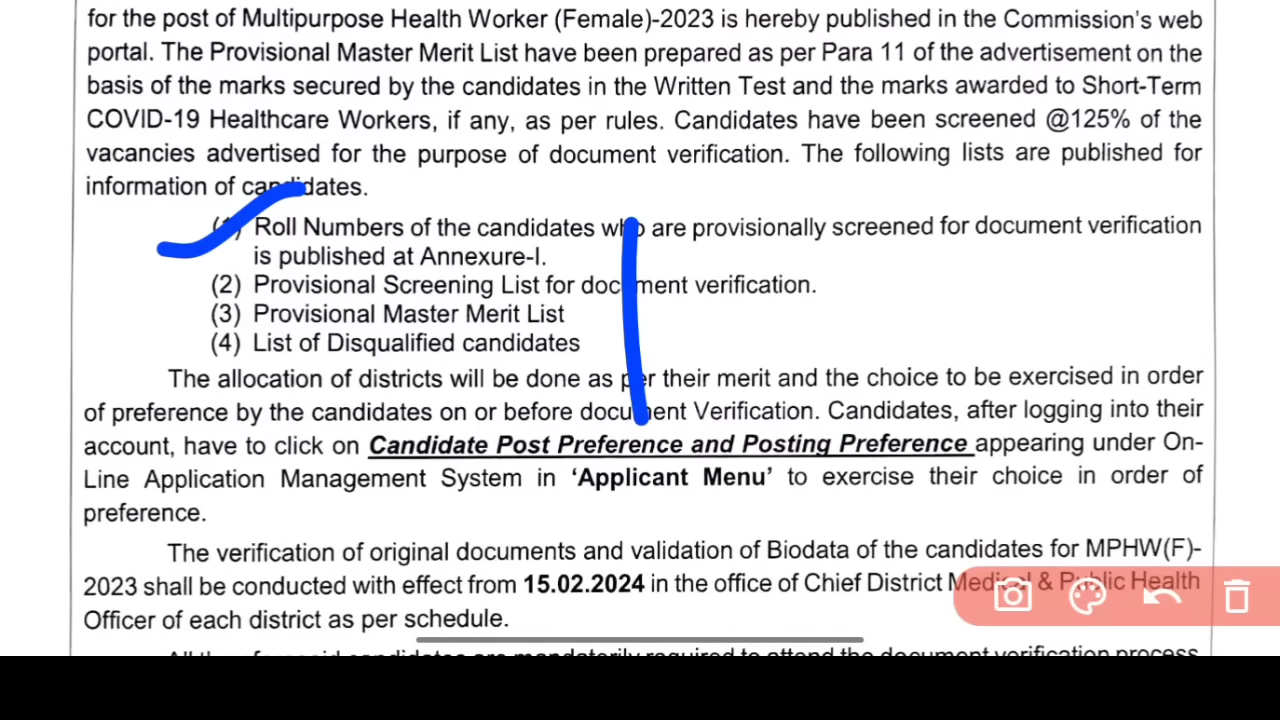 for the post of Multipurpose Health Worker (Female)-2023 is hereby published in the Commission's web
portal. The Provisional Master Merit List have been prepared as per Para 11 of the advertisement on the
basis of the marks secured by the candidates in the Written Test and the marks awarded to Short-Term
COVID-19 Healthcare Workers, if any, as per rules. Candidates have been screened @125% of the
vacancies advertised for the purpose of document verification. The following lists are published for
information of candidates.
(1) Roll Numbers of the candidates who are provisionally screened for document verification
is published at Annexure-I.
(2) Provisional Screening List for document verification.
(3) Provisional Master Merit List
(4) List of Disqualified candidates
The allocation of districts will be done as per their merit and the choice to be exercised in order
of preference by the candidates on or before document Verification. Candidates, after logging into their
account, have to click on Candidate Post Preference and Posting Preference appearing under On-
Line Application Management System in ‘Applicant Menu’ to exercise their choice in order of
preference.
The verification of original documents and validation of Biodata of the candidates for MPHW(F)-
2023 shall be conducted with effect from 15.02.2024 in the office of Chief District Medical & Public Health
Officer of each district as per schedule.
candidates are mandatorily required to attend the document verification process